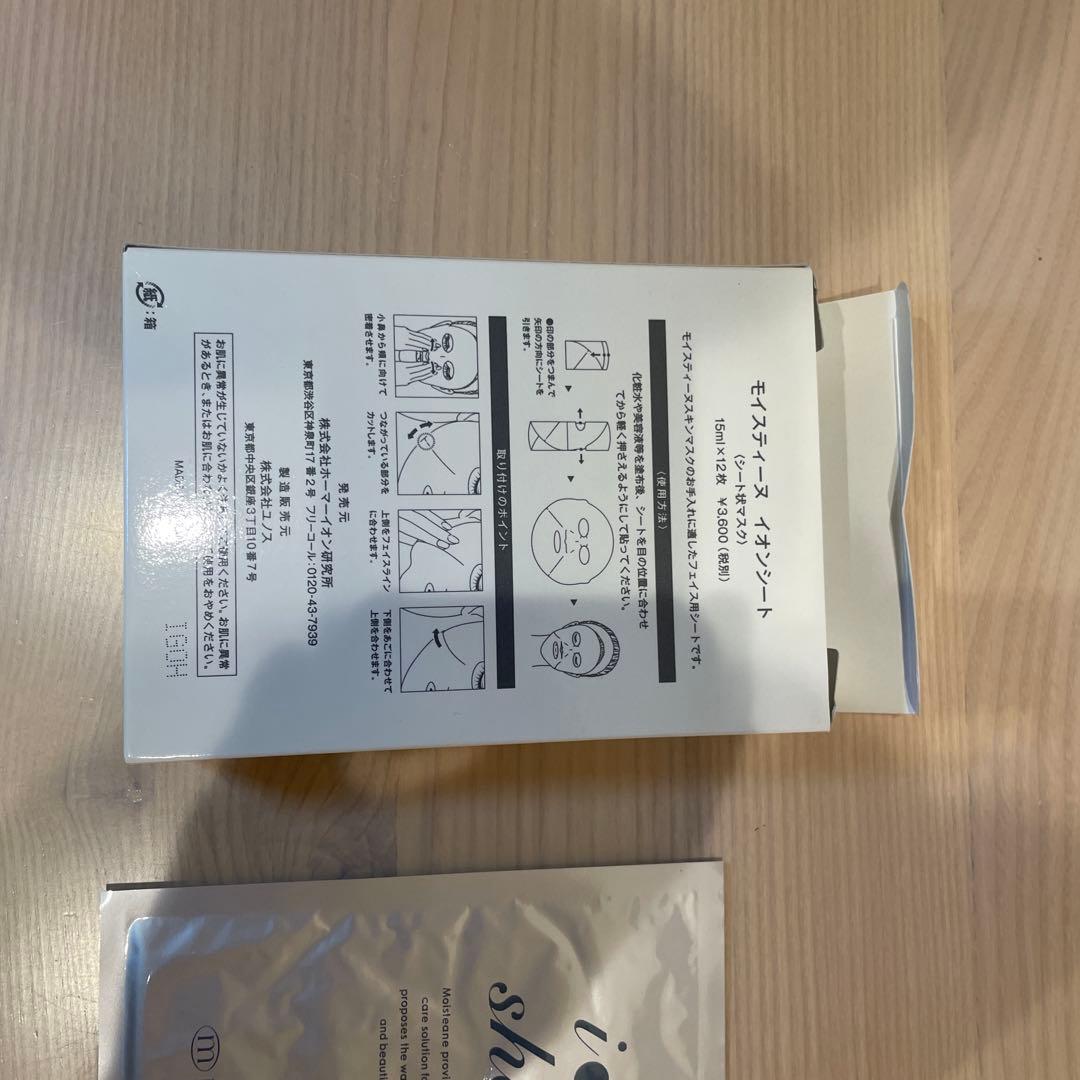 モイスティーヌ イオンシート
(シート状マスク)
15ml×12枚 ¥3,600(税別)
モイスティーヌスキンマスクのお手入れに適したフェイス用シートです。
(使用方法)
化粧水や美容液等を塗布後、シートを目の位置に合わせ
てから軽く押さえるようにして貼ってください。
●印の部分をつまんで
矢印の方向にシートを
引きます。
取り付けのポイント
小鼻から頬に向けて
密着させます。
つながっている部分を
カットします。
上側をフェイスライン
に合わせます。
下側をあごに合わせて
上側を合わせます。
発売元
株式会社ホーマーイオン研究所
東京都渋谷区神泉町17番2号 フリーコール:0120-43-7939
製造販売元
株式会社ユノス
東京都中央区銀座3丁目10番7号
お肌に異常が生じていないかよく注意して使用ください。お肌に異常
があるとき、またはお肌に合わないときは使用をおやめください。
紙:箱
i
sh
Moisteane provi
care solution fo
proposes the wa
and beauti
m